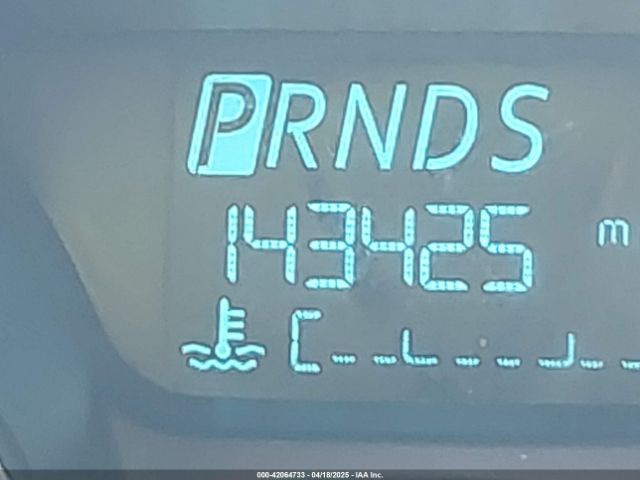 PRNDS
143425 m
C
000-42064733 - 04/18/2025 - IAA Inc.